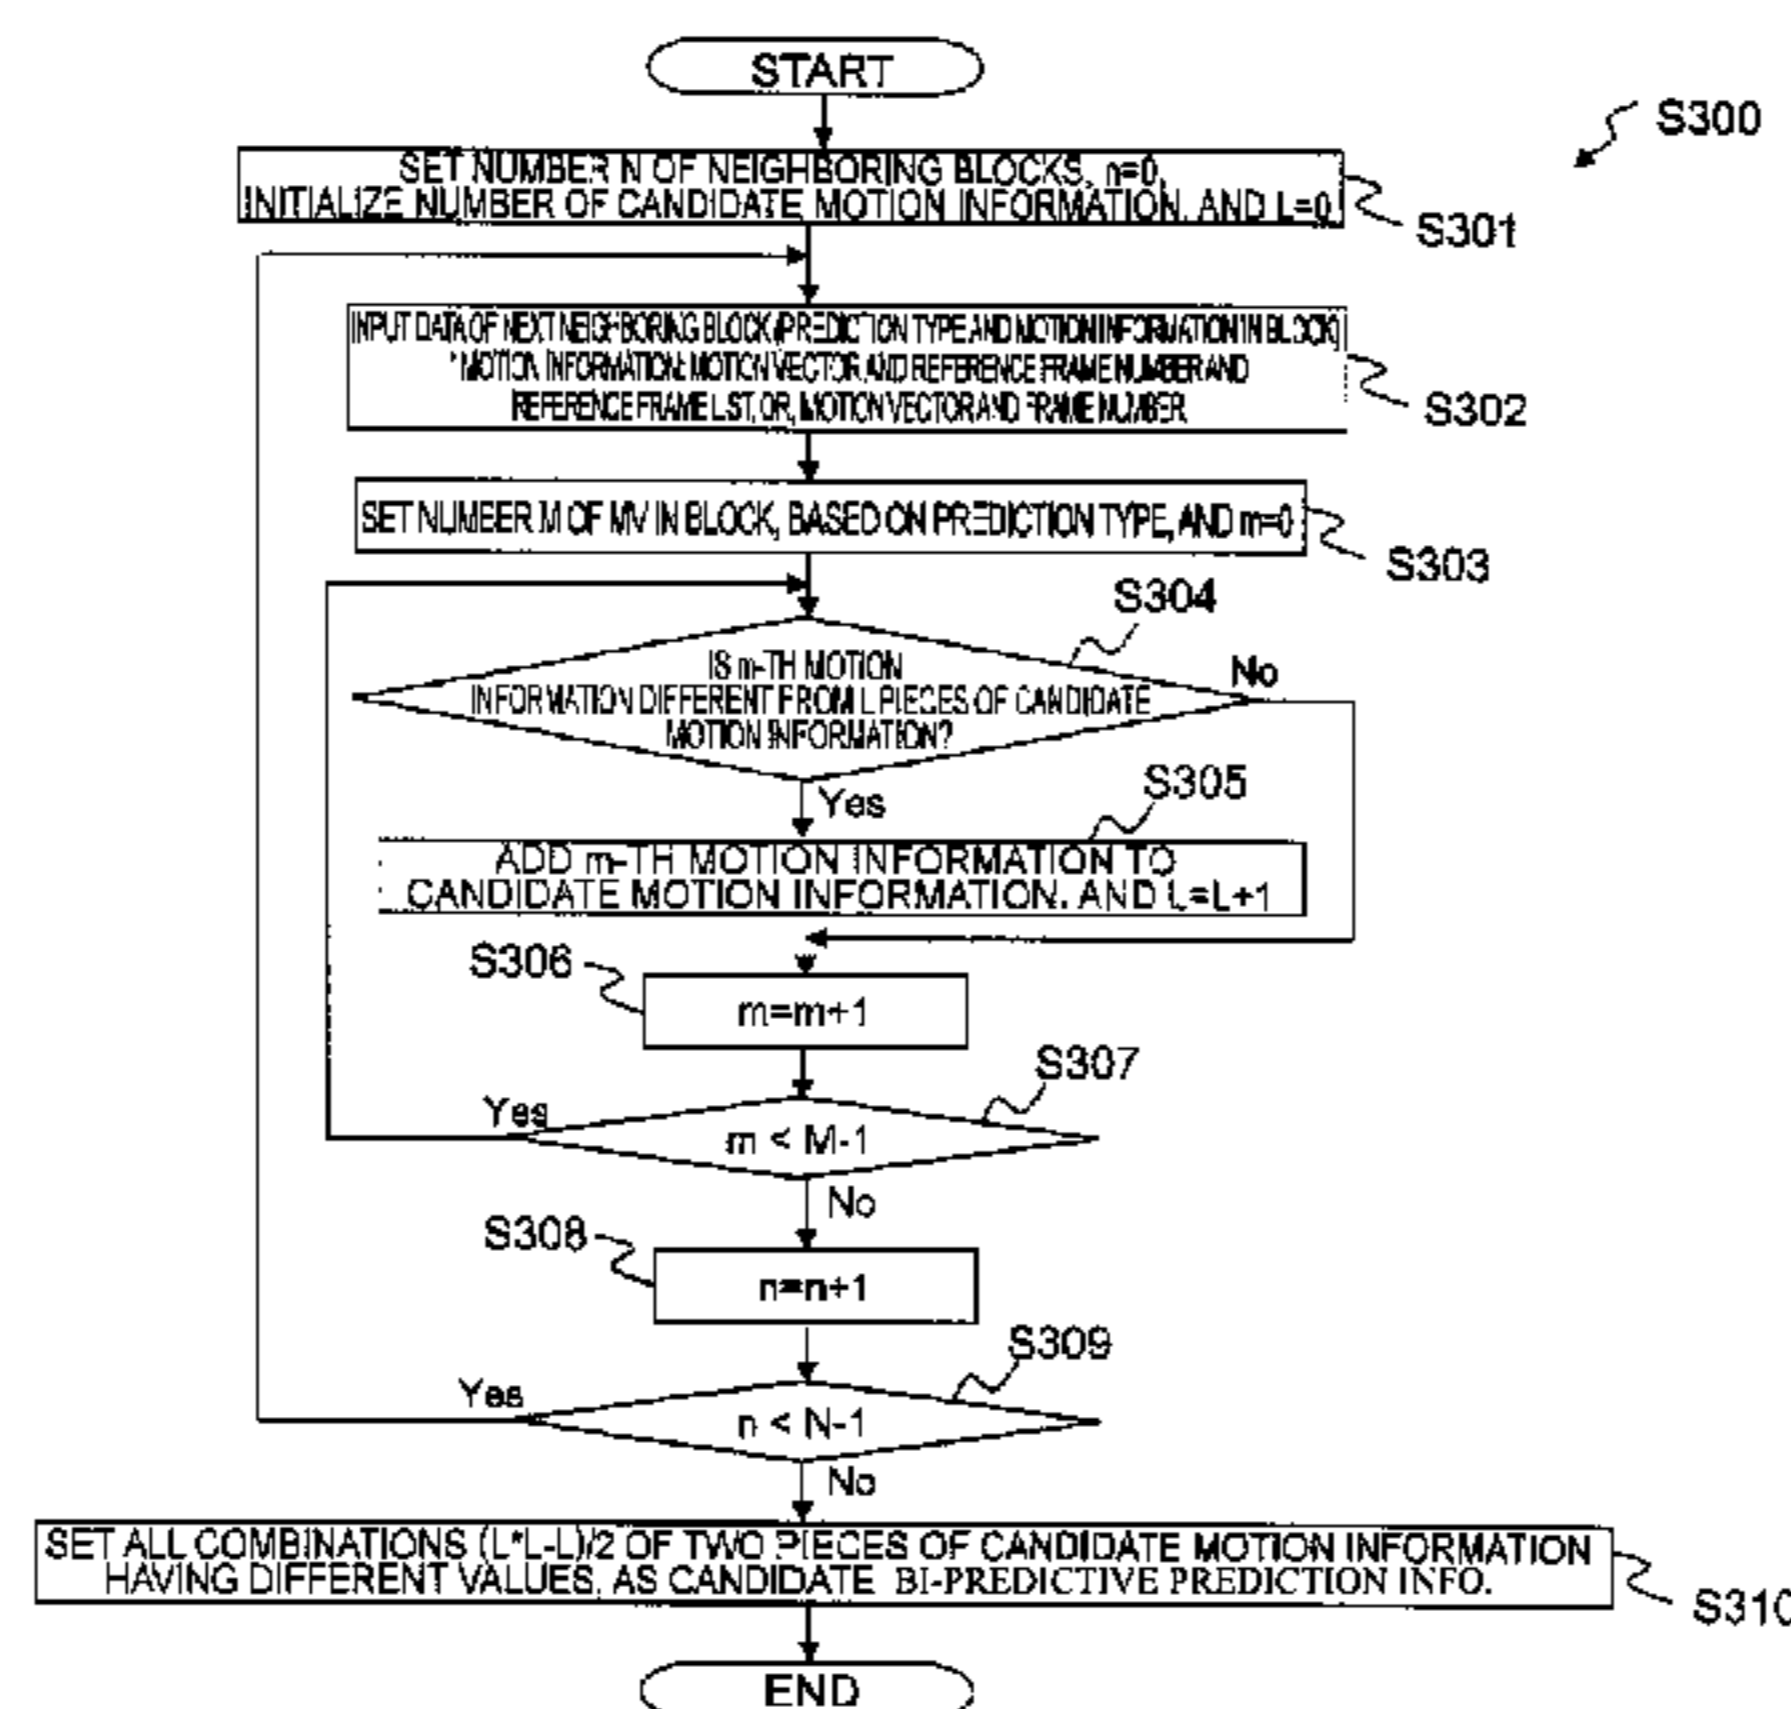 START
S300
SET NUMBER N OF NEIGHBORING BLOCKS, n=0,
INITIALIZE NUMBER OF CANDIDATE MOTION INFORMATION, AND L=0
S301
INPUT DATA OF NEXT NEIGHBORING BLOCK (PREDICTION TYPE AND MOTION INFORMATION IN BLOCK)
* MOTION INFORMATION: MOTION VECTOR AND REFERENCE FRAME NUMBER AND
REFERENCE FRAME LIST, OR, MOTION VECTOR AND FRAME NUMBER
S302
SET NUMBER M OF MV IN BLOCK, BASED ON PREDICTION TYPE, AND m=0
S303
S304
IS m-TH MOTION
INFORMATION DIFFERENT FROM L PIECES OF CANDIDATE
MOTION INFORMATION?
No
Yes
S305
ADD m-TH MOTION INFORMATION TO
CANDIDATE MOTION INFORMATION, AND L=L+1
S306
m=m+1
S307
Yes
m < M-1
No
S308
n=n+1
S309
Yes
n < N-1
No
SET ALL COMBINATIONS (L*L-L)/2 OF TWO PIECES OF CANDIDATE MOTION INFORMATION
HAVING DIFFERENT VALUES, AS CANDIDATE BI-PREDICTIVE PREDICTION INFO.
S310
END